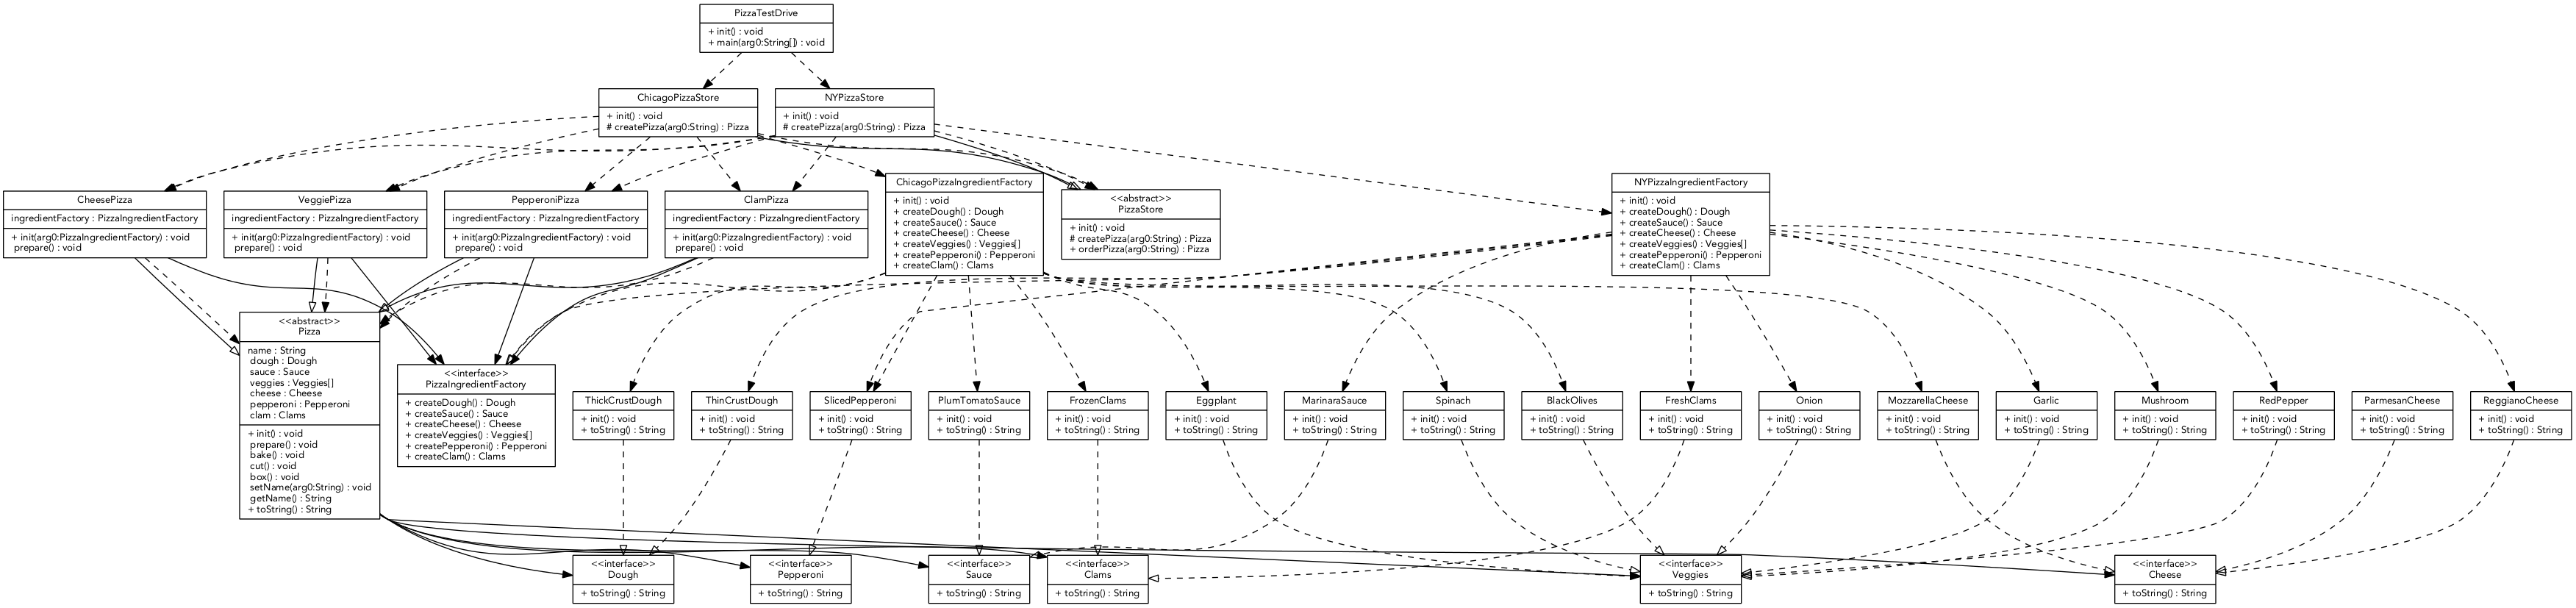 PizzaTestDrive
+ init() : void
+ main(arg0:String[]) : void
ChicagoPizzaStore
+ init() : void
# createPizza(arg0:String) : Pizza
NYPizzaStore
+ init() : void
# createPizza(arg0:String) : Pizza
CheesePizza
ingredientFactory : PizzaIngredientFactory
+ init(arg0:PizzaIngredientFactory) : void
prepare() : void
VeggiePizza
ingredientFactory : PizzaIngredientFactory
+ init(arg0:PizzaIngredientFactory) : void
prepare() : void
PepperoniPizza
ingredientFactory : PizzaIngredientFactory
+ init(arg0:PizzaIngredientFactory) : void
prepare() : void
ClamPizza
ingredientFactory : PizzaIngredientFactory
+ init(arg0:PizzaIngredientFactory) : void
prepare() : void
ChicagoPizzaIngredientFactory
+ init() : void
+ createDough() : Dough
+ createSauce() : Sauce
+ createCheese() : Cheese
+ createVeggies() : Veggies[]
+ createPepperoni() : Pepperoni
+ createClam() : Clams
<<abstract>>
PizzaStore
+ init() : void
# createPizza(arg0:String) : Pizza
+ orderPizza(arg0:String) : Pizza
NYPizzaIngredientFactory
+ init() : void
+ createDough() : Dough
+ createSauce() : Sauce
+ createCheese() : Cheese
+ createVeggies() : Veggies[]
+ createPepperoni() : Pepperoni
+ createClam() : Clams
<<abstract>>
Pizza
name : String
dough : Dough
sauce : Sauce
veggies : Veggies[]
cheese : Cheese
pepperoni : Pepperoni
clam : Clams
+ init() : void
prepare() : void
bake() : void
cut() : void
box() : void
setName(arg0:String) : void
getName() : String
+ toString() : String
<<interface>>
PizzaIngredientFactory
+ createDough() : Dough
+ createSauce() : Sauce
+ createCheese() : Cheese
+ createVeggies() : Veggies[]
+ createPepperoni() : Pepperoni
+ createClam() : Clams
ThickCrustDough
+ init() : void
+ toString() : String
ThinCrustDough
+ init() : void
+ toString() : String
SlicedPepperoni
+ init() : void
+ toString() : String
PlumTomatoSauce
+ init() : void
+ toString() : String
FrozenClams
+ init() : void
+ toString() : String
Eggplant
+ init() : void
+ toString() : String
MarinaraSauce
+ init() : void
+ toString() : String
Spinach
+ init() : void
+ toString() : String
BlackOlives
+ init() : void
+ toString() : String
FreshClams
+ init() : void
+ toString() : String
Onion
+ init() : void
+ toString() : String
MozzarellaCheese
+ init() : void
+ toString() : String
Garlic
+ init() : void
+ toString() : String
Mushroom
+ init() : void
+ toString() : String
RedPepper
+ init() : void
+ toString() : String
ParmesanCheese
+ init() : void
+ toString() : String
ReggianoCheese
+ init() : void
+ toString() : String
<<interface>>
Dough
+ toString() : String
<<interface>>
Pepperoni
+ toString() : String
<<interface>>
Sauce
+ toString() : String
<<interface>>
Clams
+ toString() : String
<<interface>>
Veggies
+ toString() : String
<<interface>>
Cheese
+ toString() : String